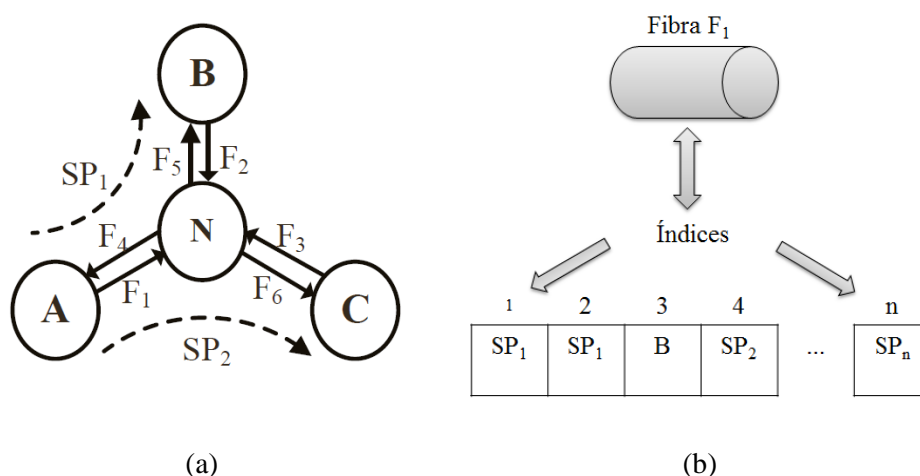 B
SP₁
F₅ F₂
N
F₄ F₃
F₁ F₆
A C
SP₂
(a)
Fibra F₁
Índices
1 2 3 4 n
SP₁ SP₁ B SP₂ ... SPₙ
(b)